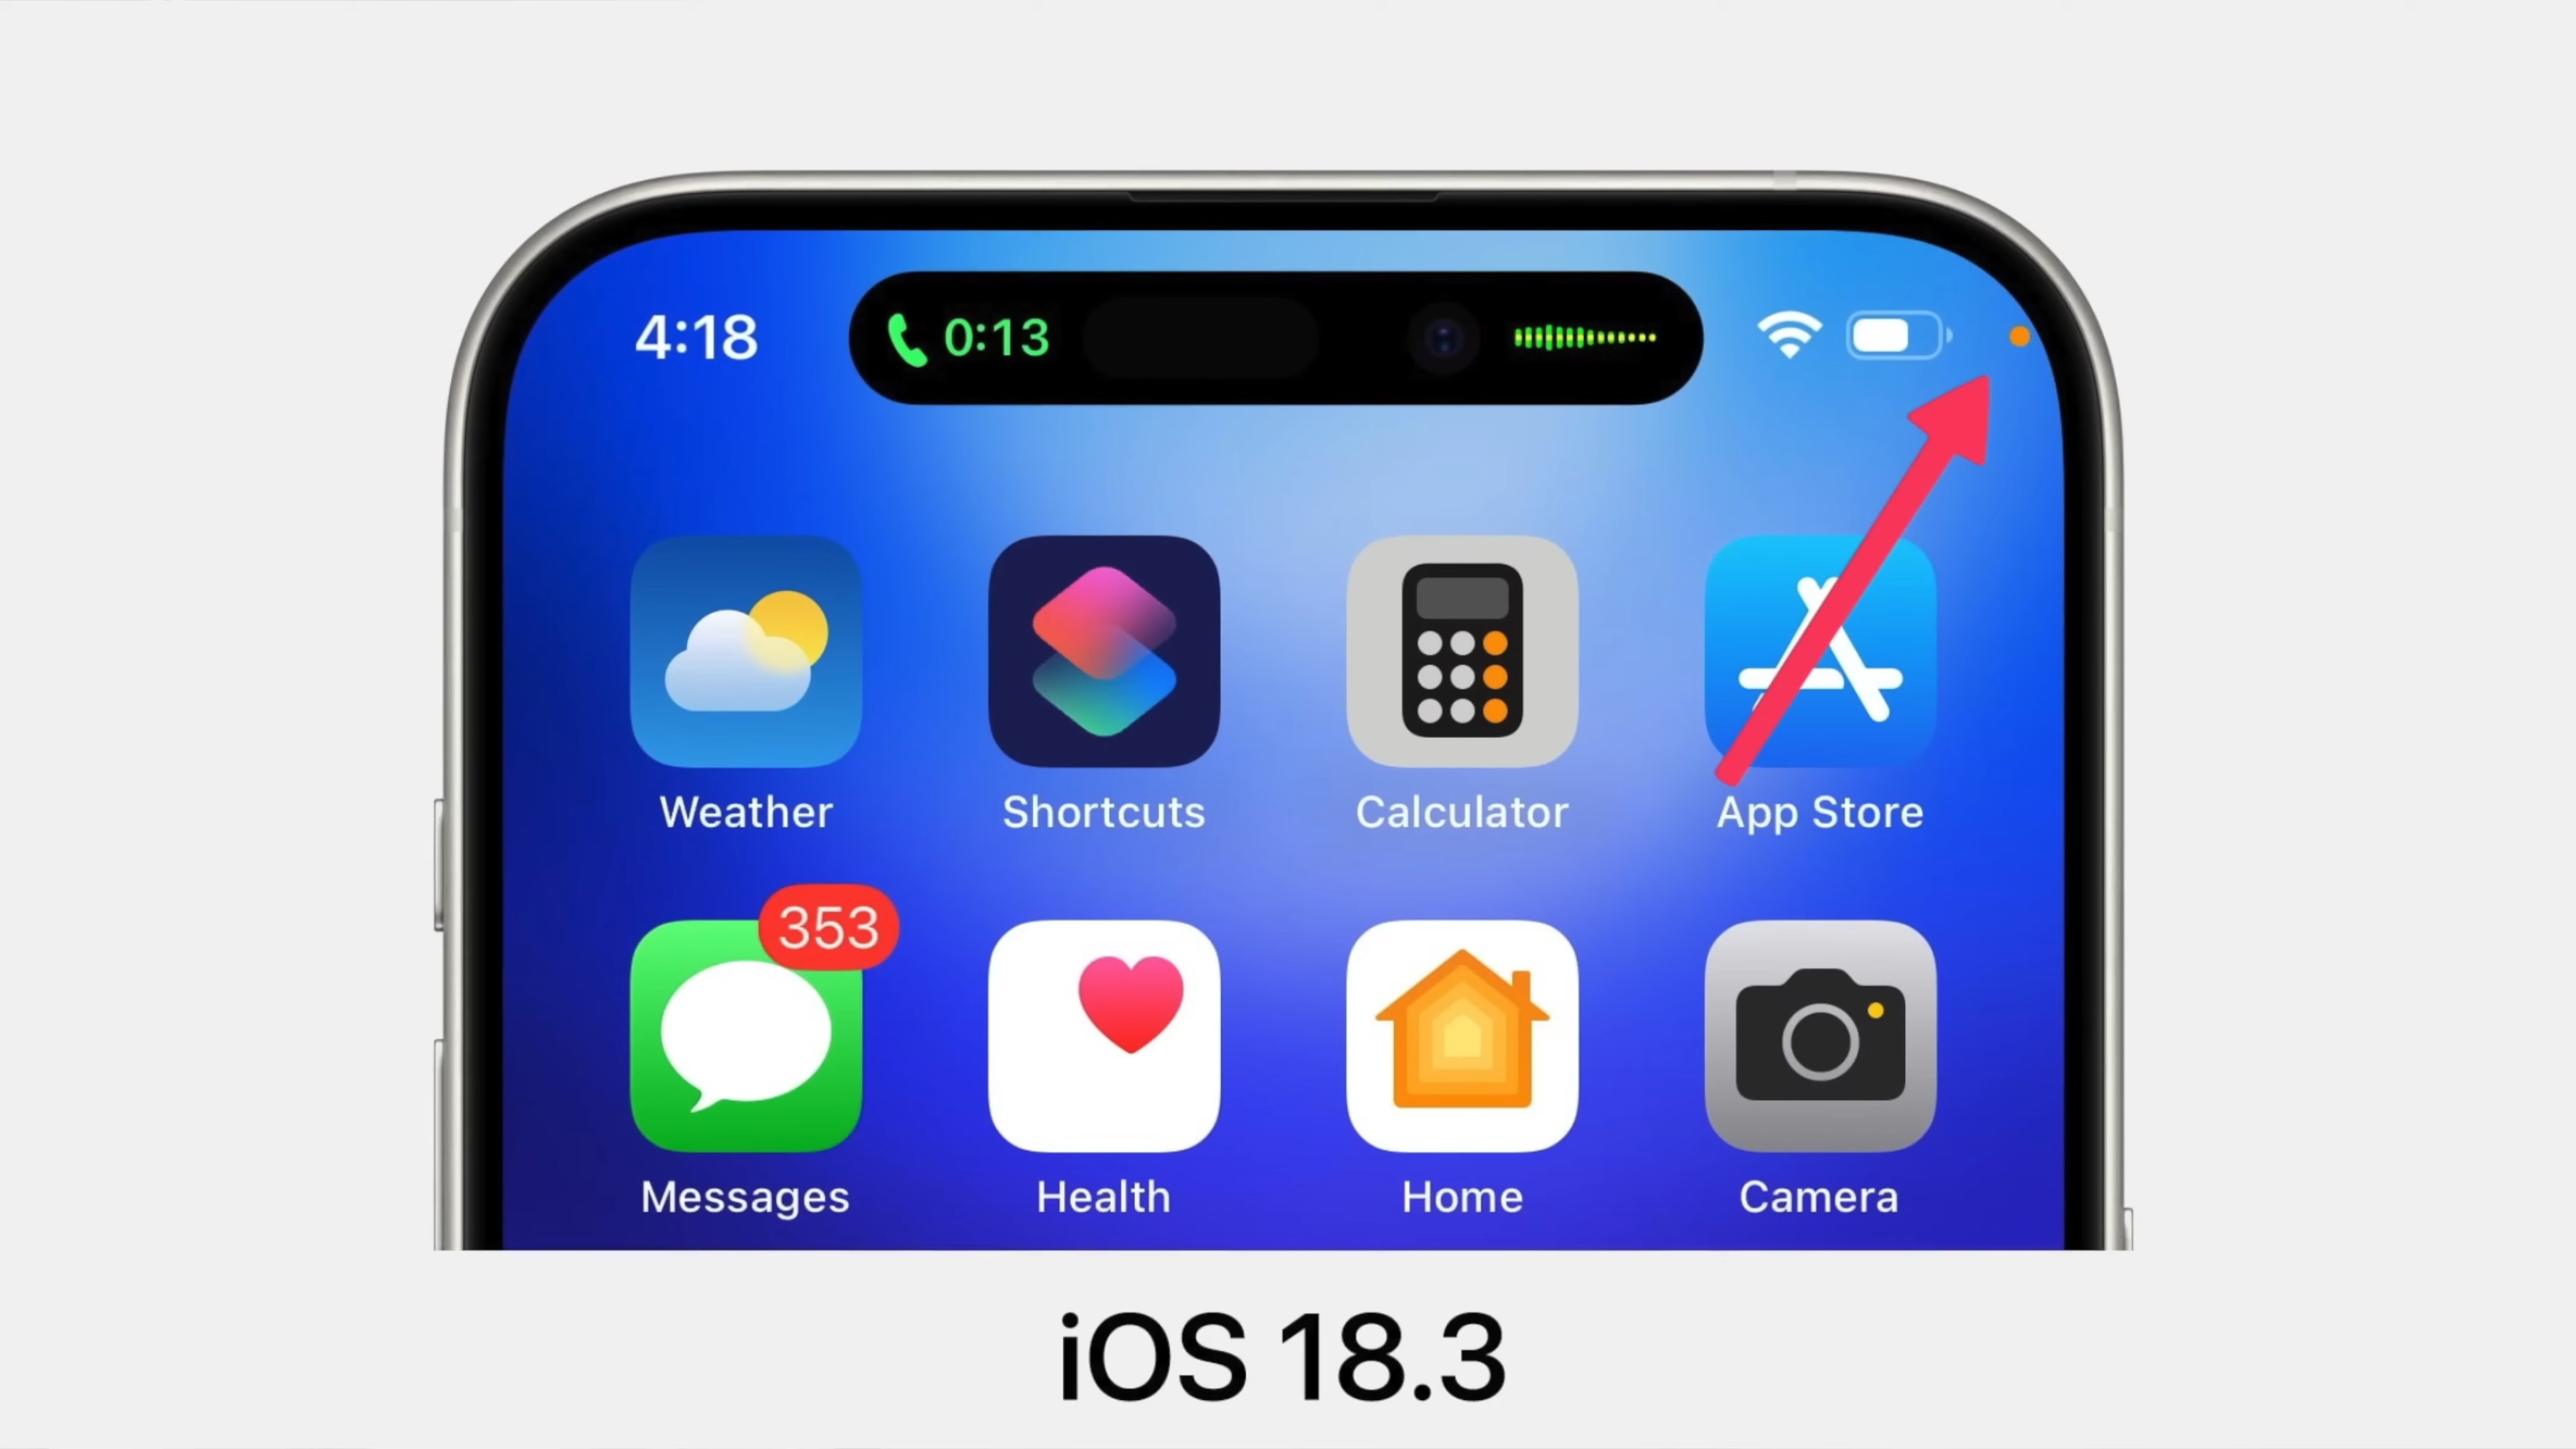 4:18
0:13
Weather
Shortcuts
Calculator
App Store
353
Messages
Health
Home
Camera
iOS 18.3